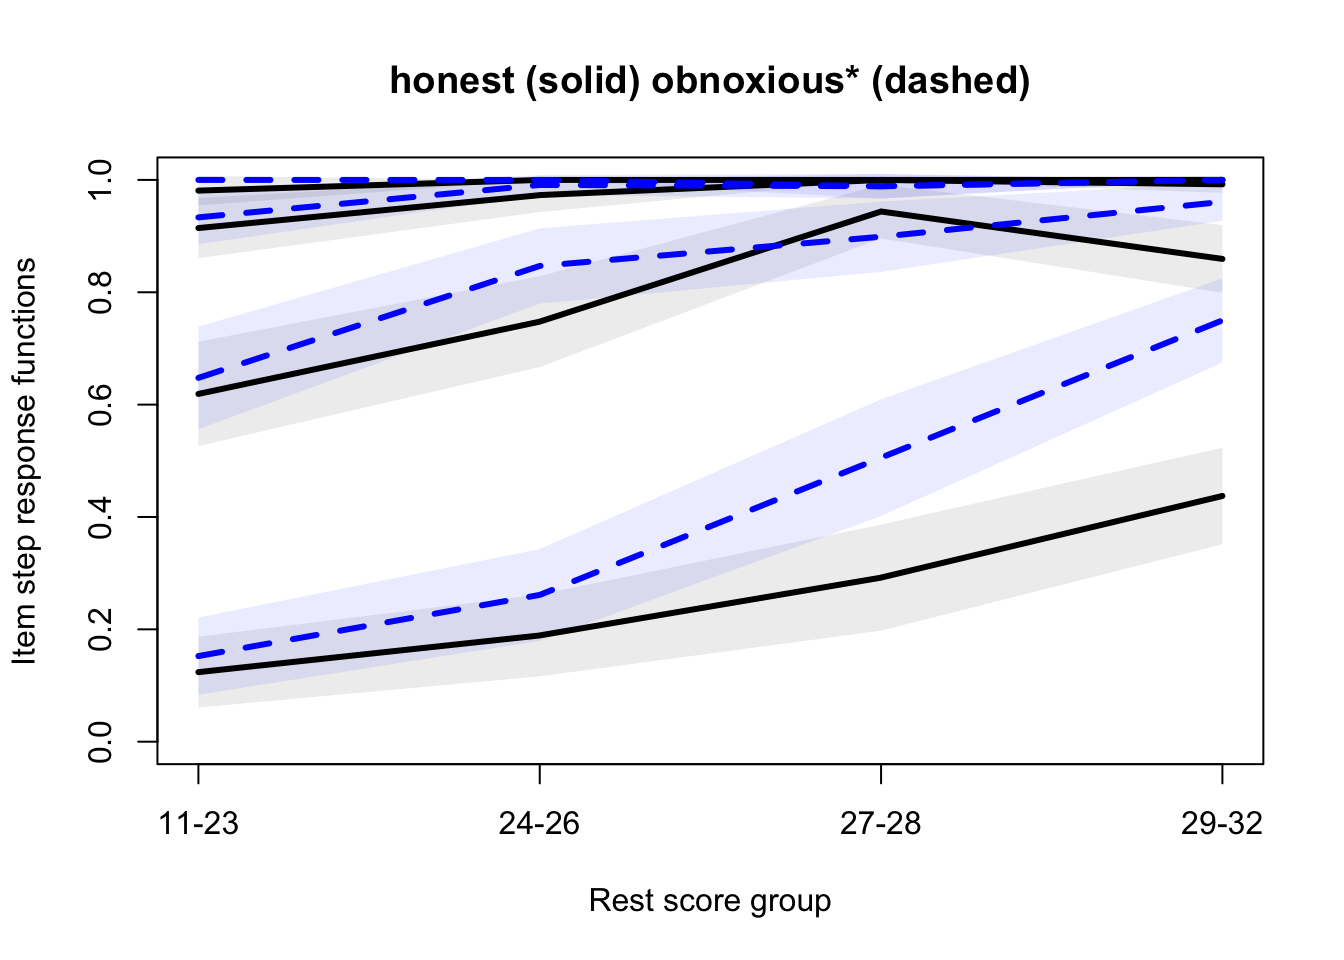 honest (solid) obnoxious* (dashed)
Item step response functions
1.0
0.8
0.6
0.4
0.2
0.0
11-23 24-26 27-28 29-32
Rest score group